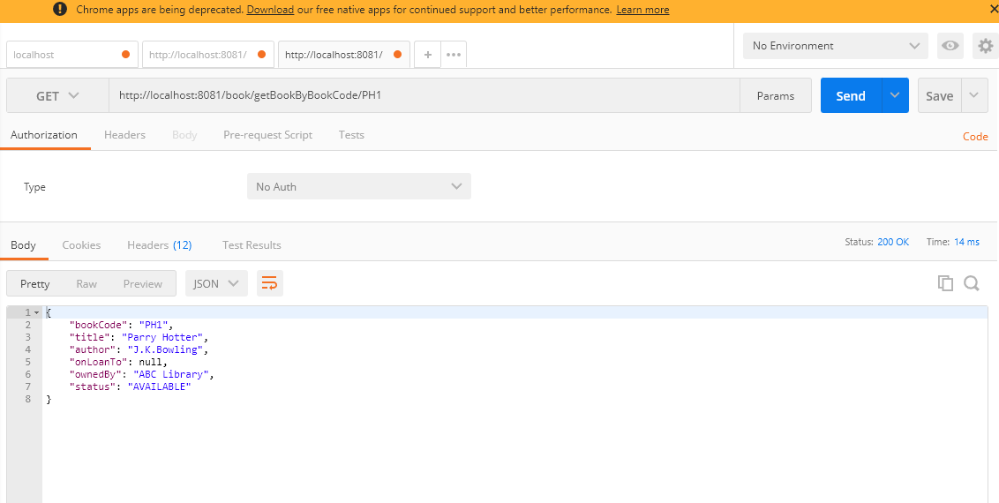 Chrome apps are being deprecated. Download our free native apps for continued support and better performance. Learn more
localhost http://localhost:8081/ http://localhost:8081/ + ••• No Environment
GET http://localhost:8081/book/getBookByBookCode/PH1 Params Send Save
Authorization Headers Body Pre-request Script Tests Code
Type No Auth
Body Cookies Headers (12) Test Results Status: 200 OK Time: 14 ms
Pretty Raw Preview JSON
1 {
2 "bookCode": "PH1",
3 "title": "Parry Hotter",
4 "author": "J.K.Bowling",
5 "onLoanTo": null,
6 "ownedBy": "ABC Library",
7 "status": "AVAILABLE"
8 }